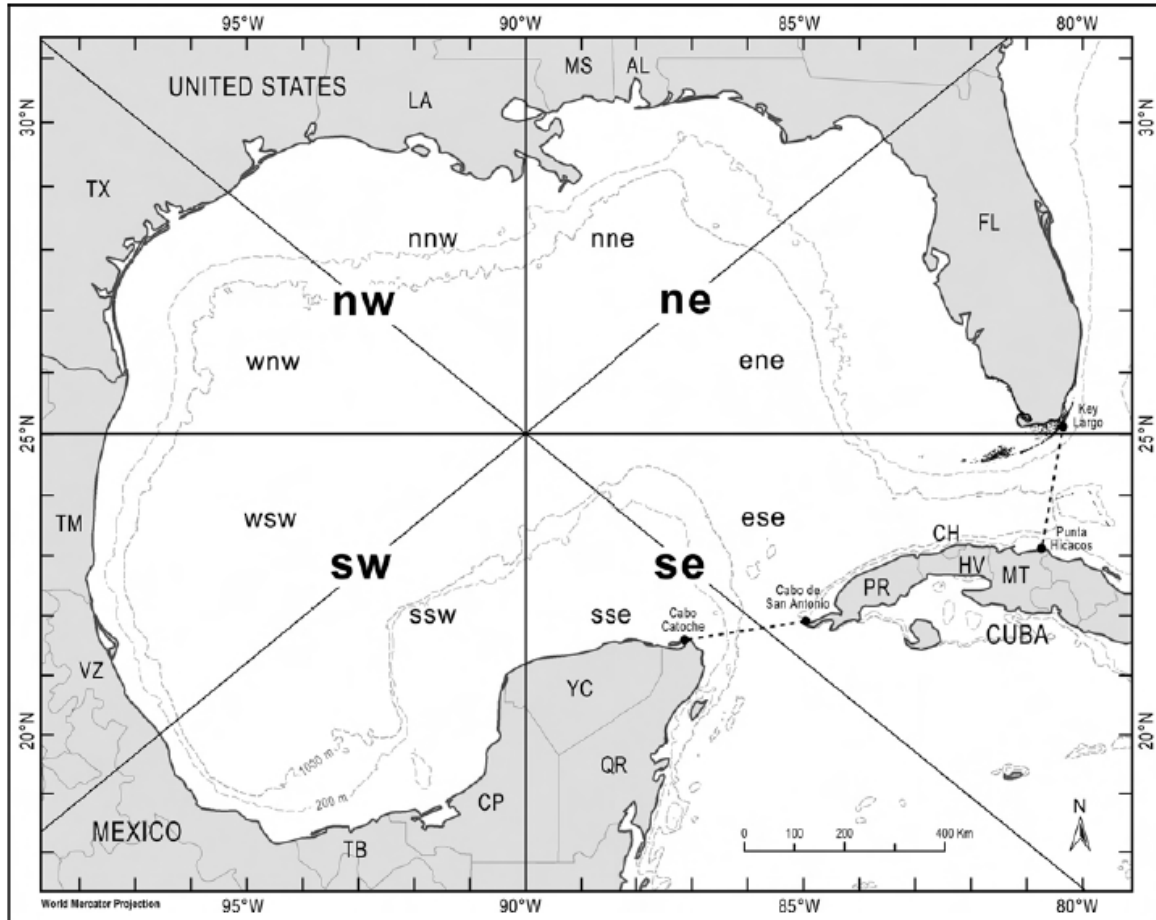 95°W 90°W 85°W 80°W
30°N
25°N
20°N
30°N
25°N
20°N
UNITED STATES
MS
AL
LA
TX
FL
nnw
nne
nw
ne
wnw
ene
Key
Largo
TM
wsw
ese
CH
Punta
Hicacos
sw
se
HV
MT
PR
Cabo de
San Antonio
ssw
sse
Cabo
Catoche
CUBA
VZ
YC
QR
1000 m
200 m
CP
MEXICO
TB
0 100 200 400 Km
N
World Mercator Projection
95°W 90°W 85°W 80°W